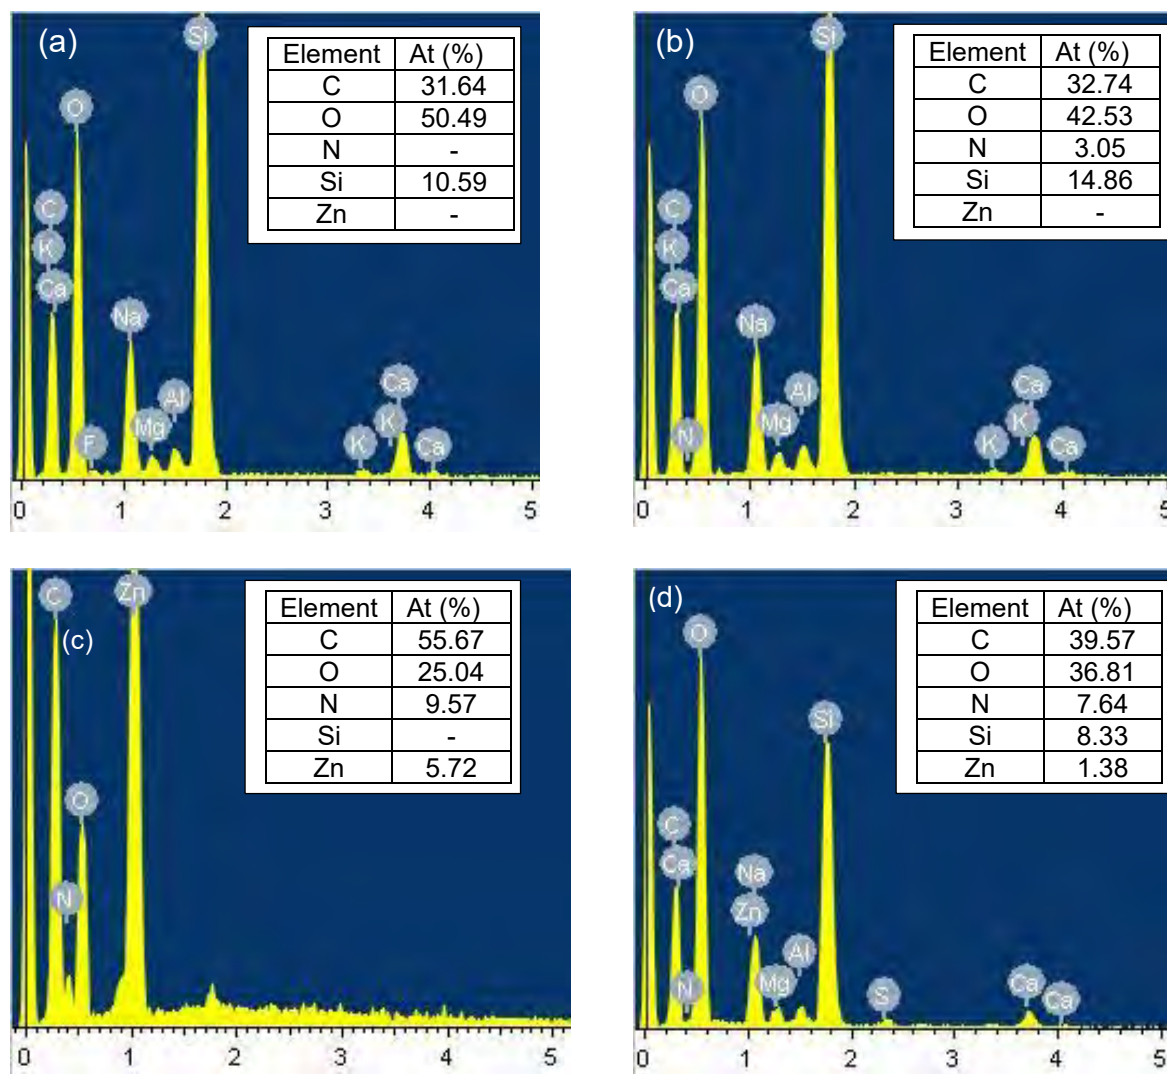 (a)
Si
O
C
K
Ca
Na
F
Mg
Al
K
K
Ca
Ca
0 1 2 3 4 5
Element At (%)
C 31.64
O 50.49
N -
Si 10.59
Zn -
(b)
Si
O
C
K
Ca
N
Na
Mg
Al
K
K
Ca
Ca
0 1 2 3 4 5
Element At (%)
C 32.74
O 42.53
N 3.05
Si 14.86
Zn -
(c)
C
Zn
O
N
0 1 2 3 4 5
Element At (%)
C 55.67
O 25.04
N 9.57
Si -
Zn 5.72
(d)
O
Si
C
Ca
N
Na
Zn
Mg
Al
S
Ca
Ca
0 1 2 3 4 5
Element At (%)
C 39.57
O 36.81
N 7.64
Si 8.33
Zn 1.38